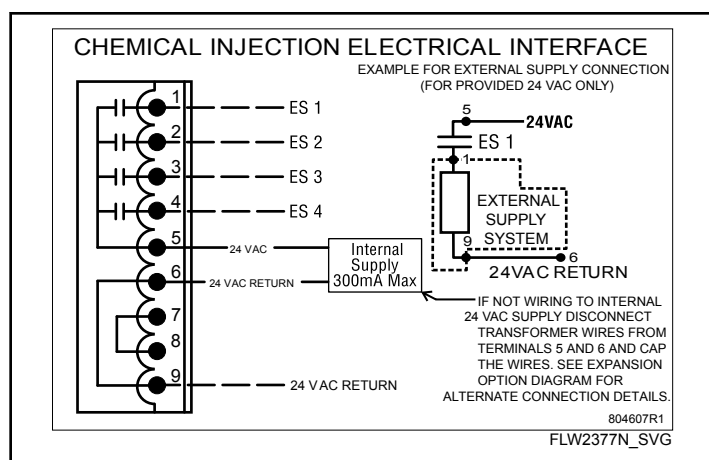 CHEMICAL INJECTION ELECTRICAL INTERFACE
EXAMPLE FOR EXTERNAL SUPPLY CONNECTION
(FOR PROVIDED 24 VAC ONLY)
1
ES 1
2
ES 2
3
ES 3
4
ES 4
5
24 VAC
6
24 VAC RETURN
7
8
9
24 VAC RETURN
Internal
Supply
300mA Max
5
24VAC
ES 1
1
EXTERNAL
SUPPLY
SYSTEM
9
6
24VAC RETURN
IF NOT WIRING TO INTERNAL
24 VAC SUPPLY DISCONNECT
TRANSFORMER WIRES FROM
TERMINALS 5 AND 6 AND CAP
THE WIRES. SEE EXPANSION
OPTION DIAGRAM FOR
ALTERNATE CONNECTION DETAILS.
804607R1
FLW2377N_SVG